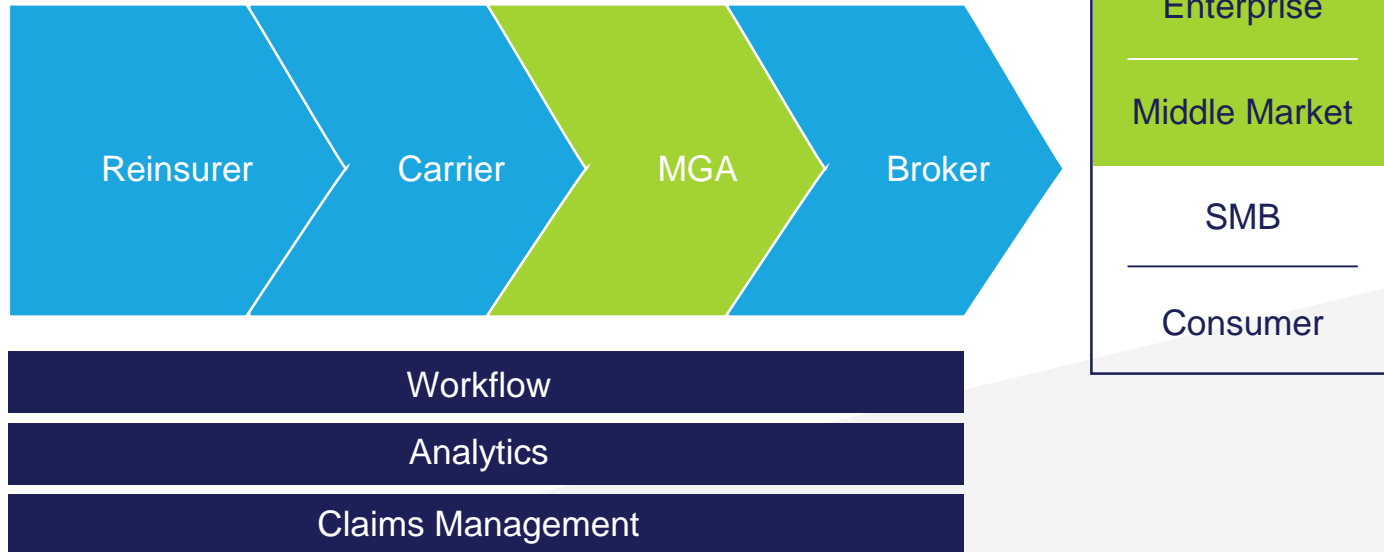 Enterprise
Middle Market
Reinsurer
Carrier
MGA
Broker
SMB
Consumer
Workflow
Analytics
Claims Management